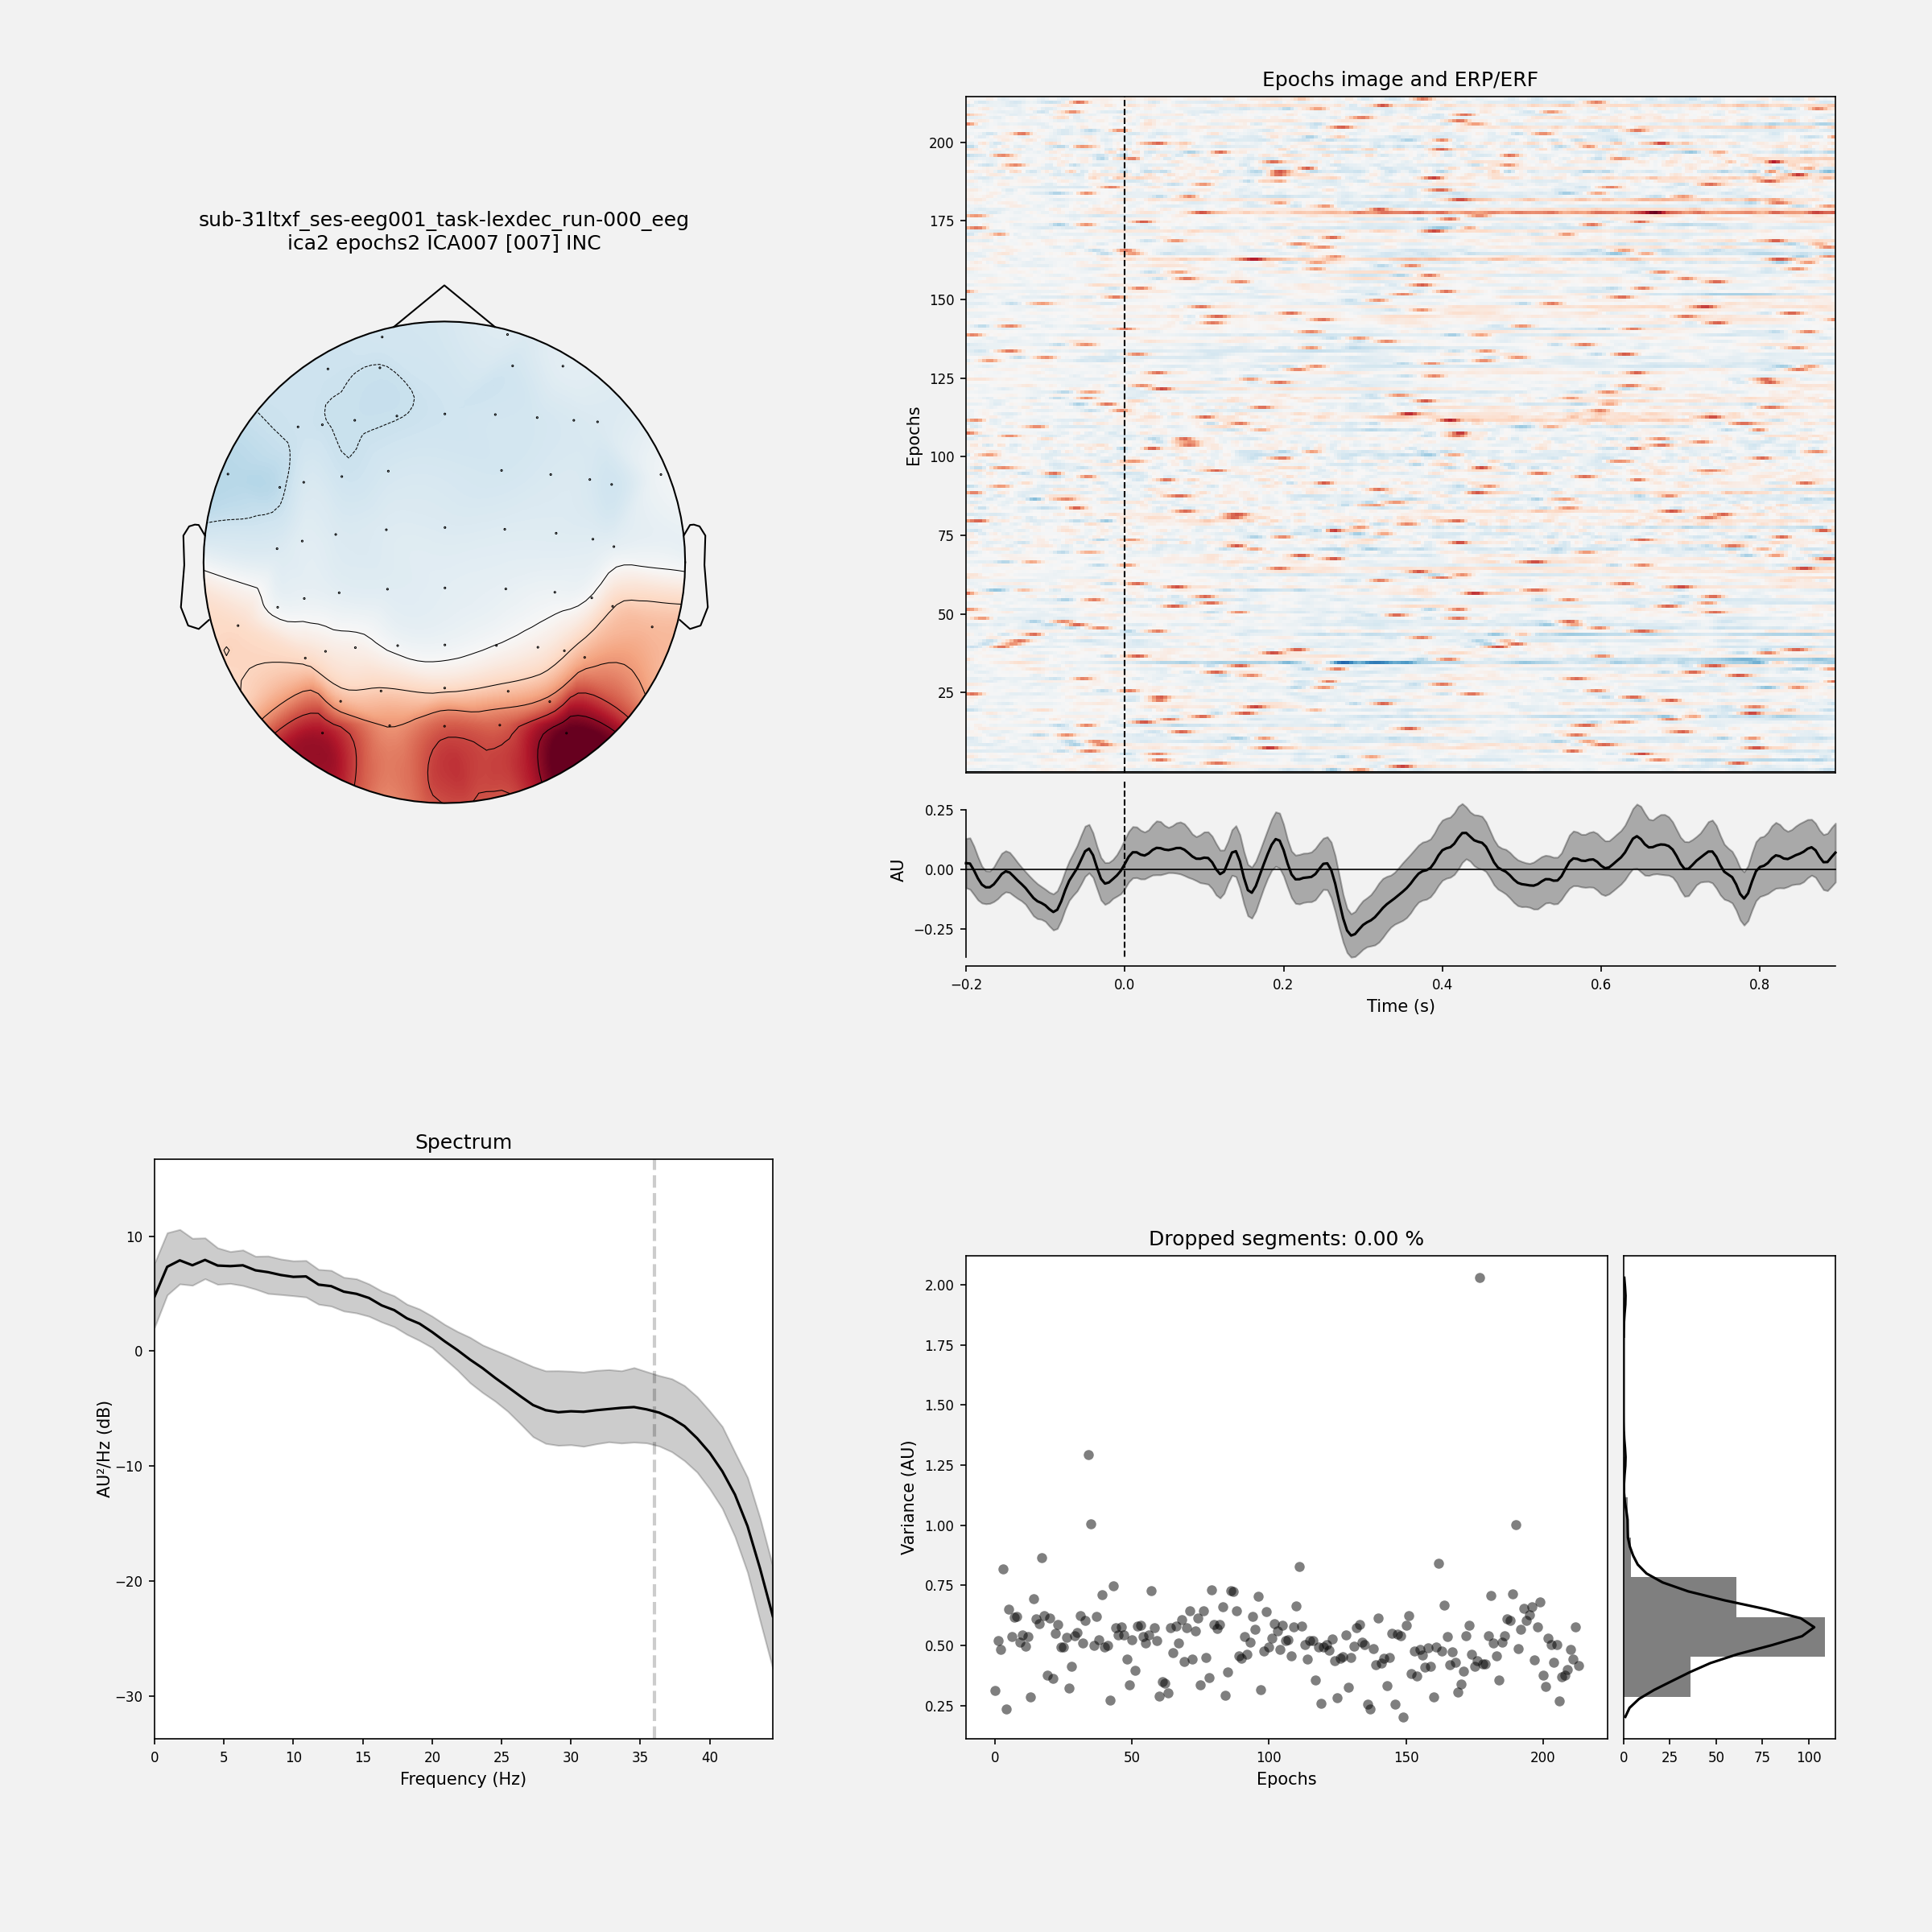 sub-31ltxf_ses-eeg001_task-lexdec_run-000_eeg
ica2 epochs2 ICA007 [007] INC
Epochs image and ERP/ERF
Epochs
200
175
150
125
100
75
50
25
AU
0.25
0.00
−0.25
−0.2 0.0 0.2 0.4 0.6 0.8
Time (s)
Spectrum
AU²/Hz (dB)
10
0
−10
−20
−30
0 5 10 15 20 25 30 35 40
Frequency (Hz)
Dropped segments: 0.00 %
Variance (AU)
2.00
1.75
1.50
1.25
1.00
0.75
0.50
0.25
0 50 100 150 200
Epochs
0 25 50 75 100